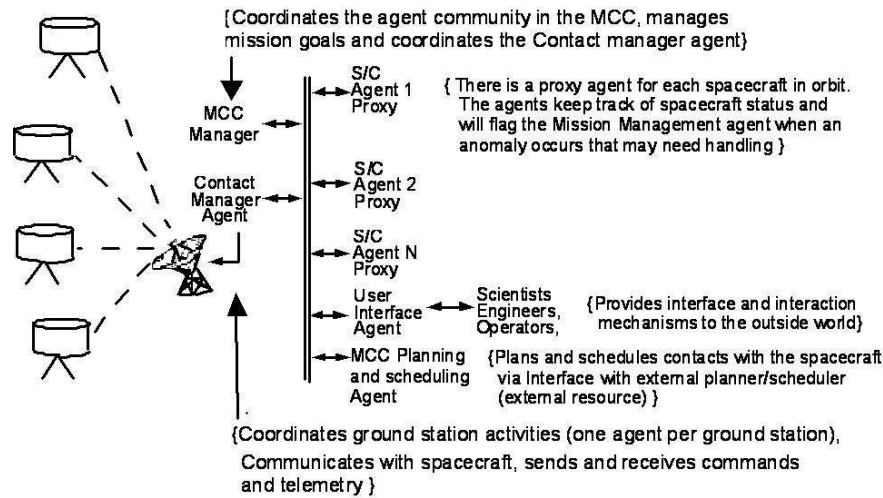 {Coordinates the agent community in the MCC, manages
mission goals and coordinates the Contact manager agent}
MCC
Manager
S/C
Agent 1
Proxy
{ There is a proxy agent for each spacecraft in orbit.
The agents keep track of spacecraft status and
will flag the Mission Management agent when an
anomaly occurs that may need handling }
Contact
Manager
Agent
S/C
Agent 2
Proxy
S/C
Agent N
Proxy
User
Interface
Agent
Scientists
Engineers,
Operators,
{Provides interface and interaction
mechanisms to the outside world}
MCC Planning
and scheduling
Agent
{Plans and schedules contacts with the spacecraft
via Interface with external planner/scheduler
(external resource) }
{Coordinates ground station activities (one agent per ground station),
Communicates with spacecraft, sends and receives commands
and telemetry }